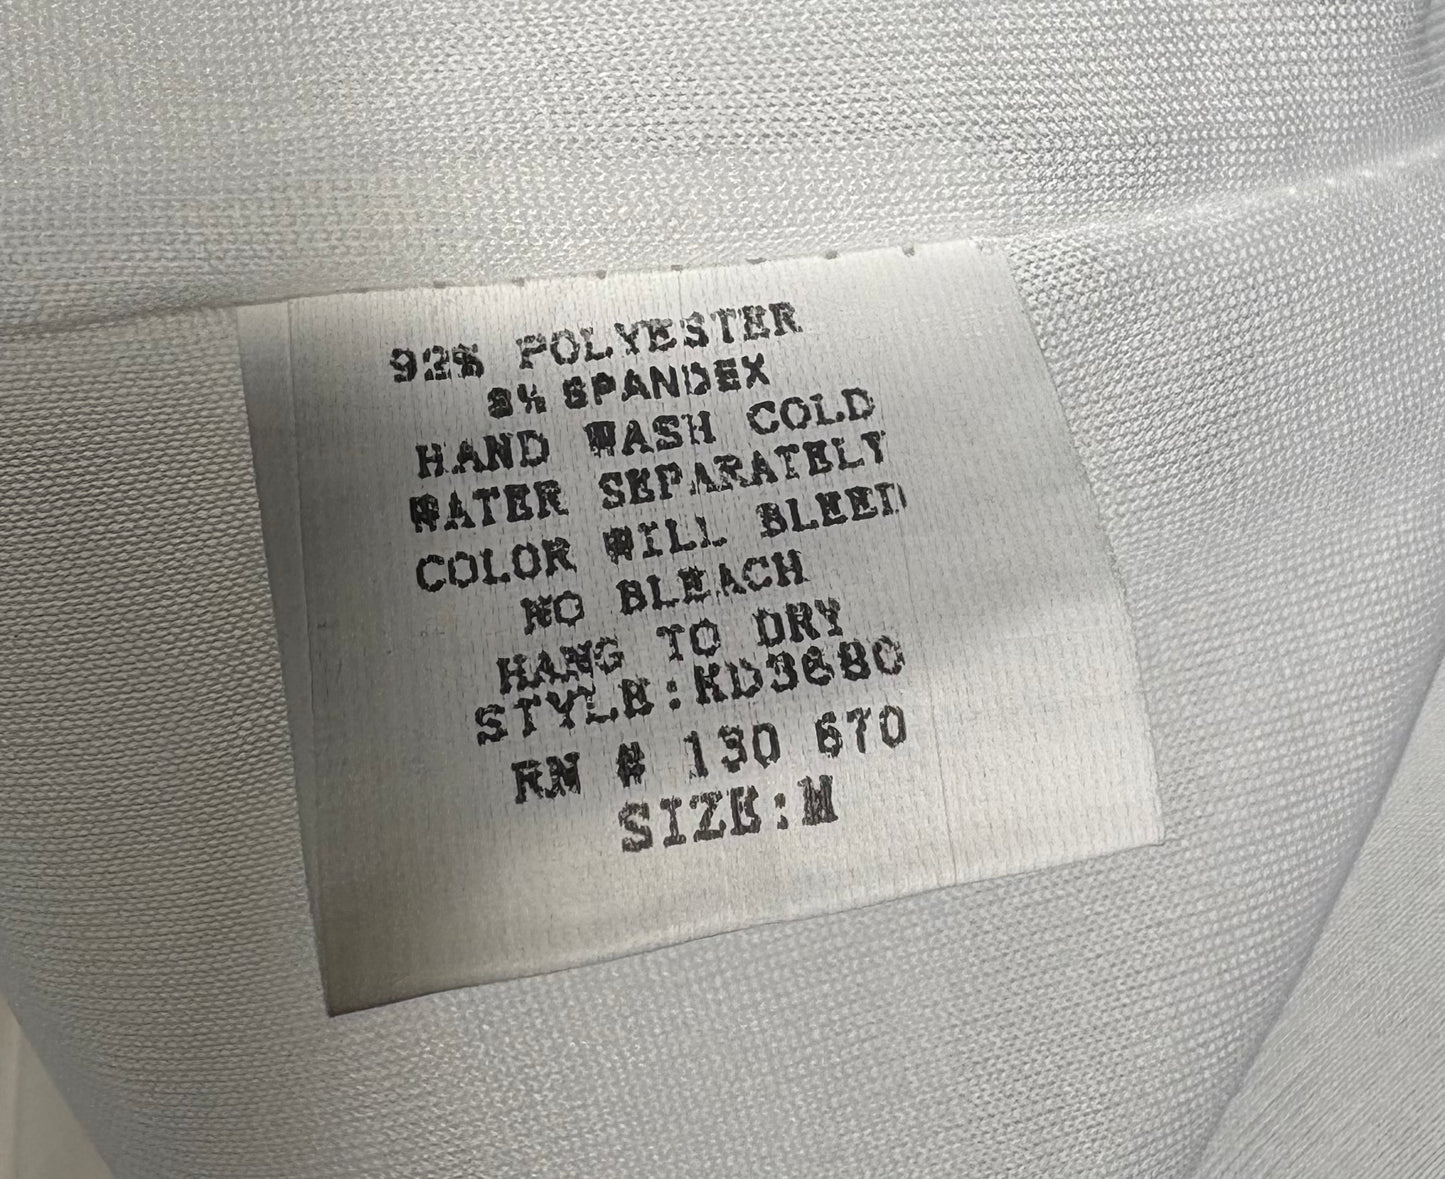 92% POLYESTER
8% SPANDEX
HAND WASH COLD
WATER SEPARATELY
COLOR WILL BLEED
NO BLEACH
HANG TO DRY
STYLE:KD3680
RN # 130 670
SIZE:M